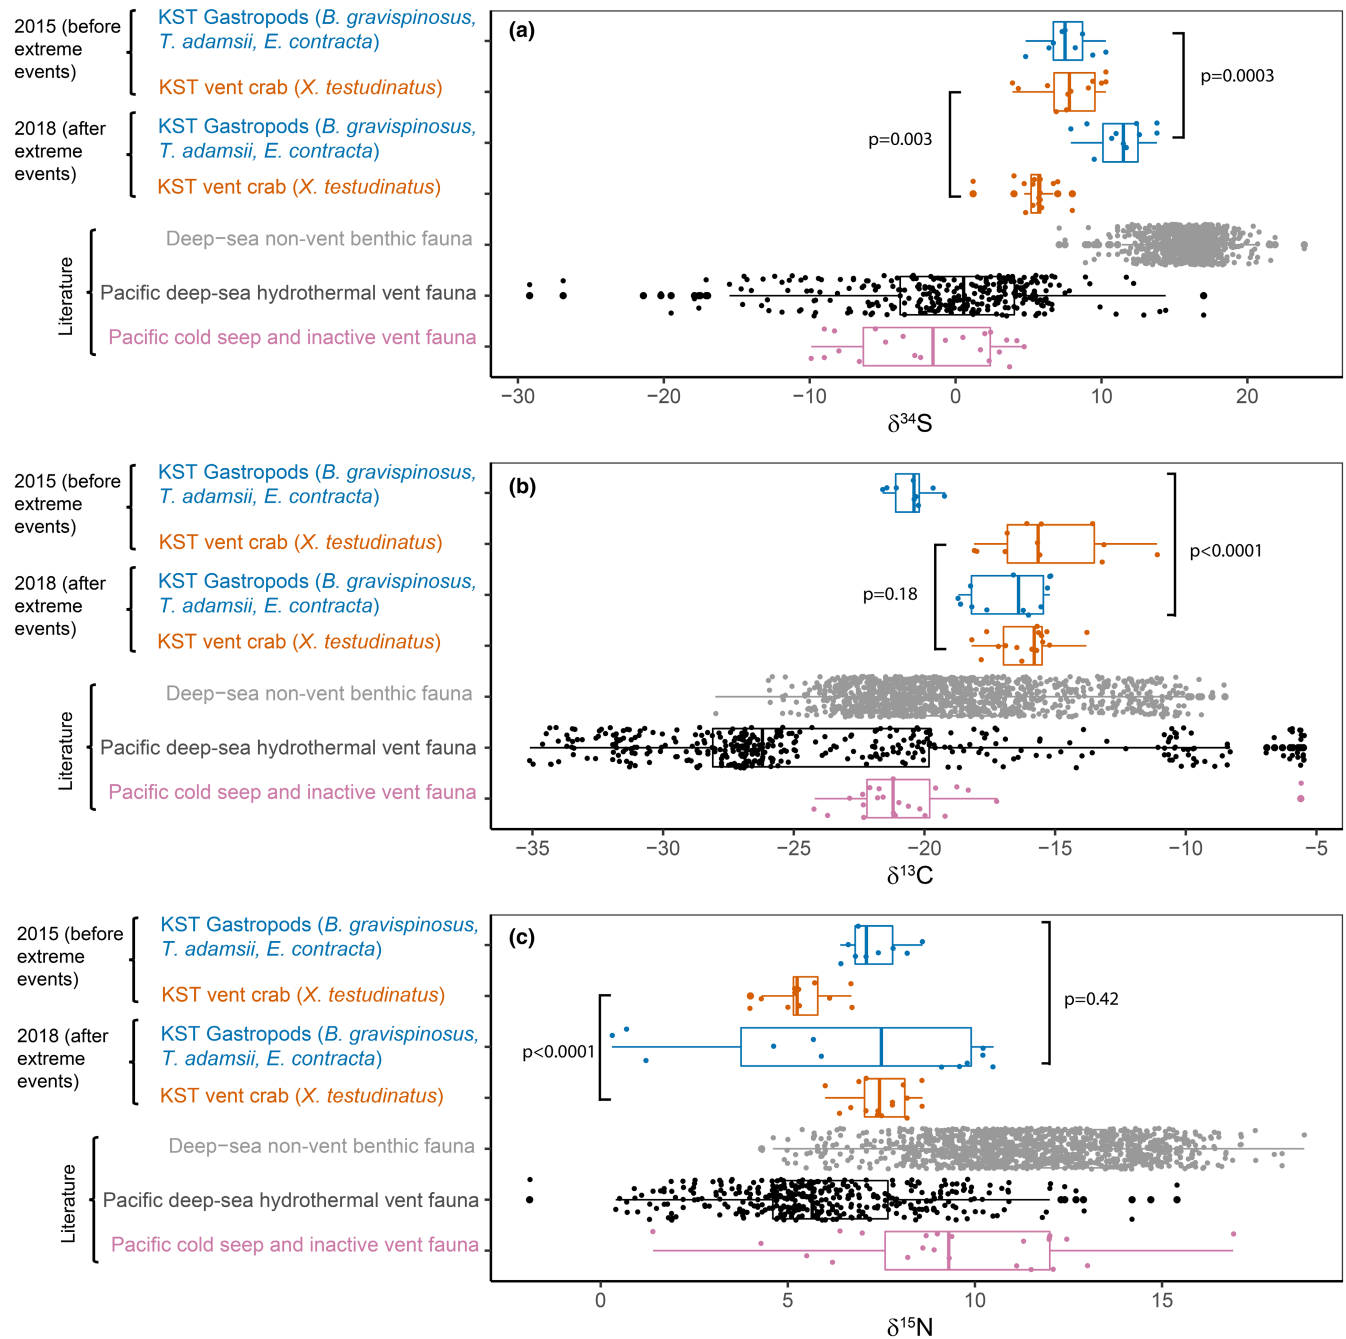 (a)
2015 (before
extreme
events)
KST Gastropods (B. gravispinosus,
T. adamsii, E. contracta)
KST vent crab (X. testudinatus)
2018 (after
extreme
events)
KST Gastropods (B. gravispinosus,
T. adamsii, E. contracta)
KST vent crab (X. testudinatus)
Literature
Deep−sea non−vent benthic fauna
Pacific deep-sea hydrothermal vent fauna
Pacific cold seep and inactive vent fauna
p=0.0003
p=0.003
−30 −20 −10 0 10 20
δ³⁴S
(b)
2015 (before
extreme
events)
KST Gastropods (B. gravispinosus,
T. adamsii, E. contracta)
KST vent crab (X. testudinatus)
2018 (after
extreme
events)
KST Gastropods (B. gravispinosus,
T. adamsii, E. contracta)
KST vent crab (X. testudinatus)
Literature
Deep−sea non−vent benthic fauna
Pacific deep-sea hydrothermal vent fauna
Pacific cold seep and inactive vent fauna
p<0.0001
p=0.18
−35 −30 −25 −20 −15 −10 −5
δ¹³C
(c)
2015 (before
extreme
events)
KST Gastropods (B. gravispinosus,
T. adamsii, E. contracta)
KST vent crab (X. testudinatus)
2018 (after
extreme
events)
KST Gastropods (B. gravispinosus,
T. adamsii, E. contracta)
KST vent crab (X. testudinatus)
Literature
Deep−sea non−vent benthic fauna
Pacific deep-sea hydrothermal vent fauna
Pacific cold seep and inactive vent fauna
p=0.42
p<0.0001
0 5 10 15
δ¹⁵N